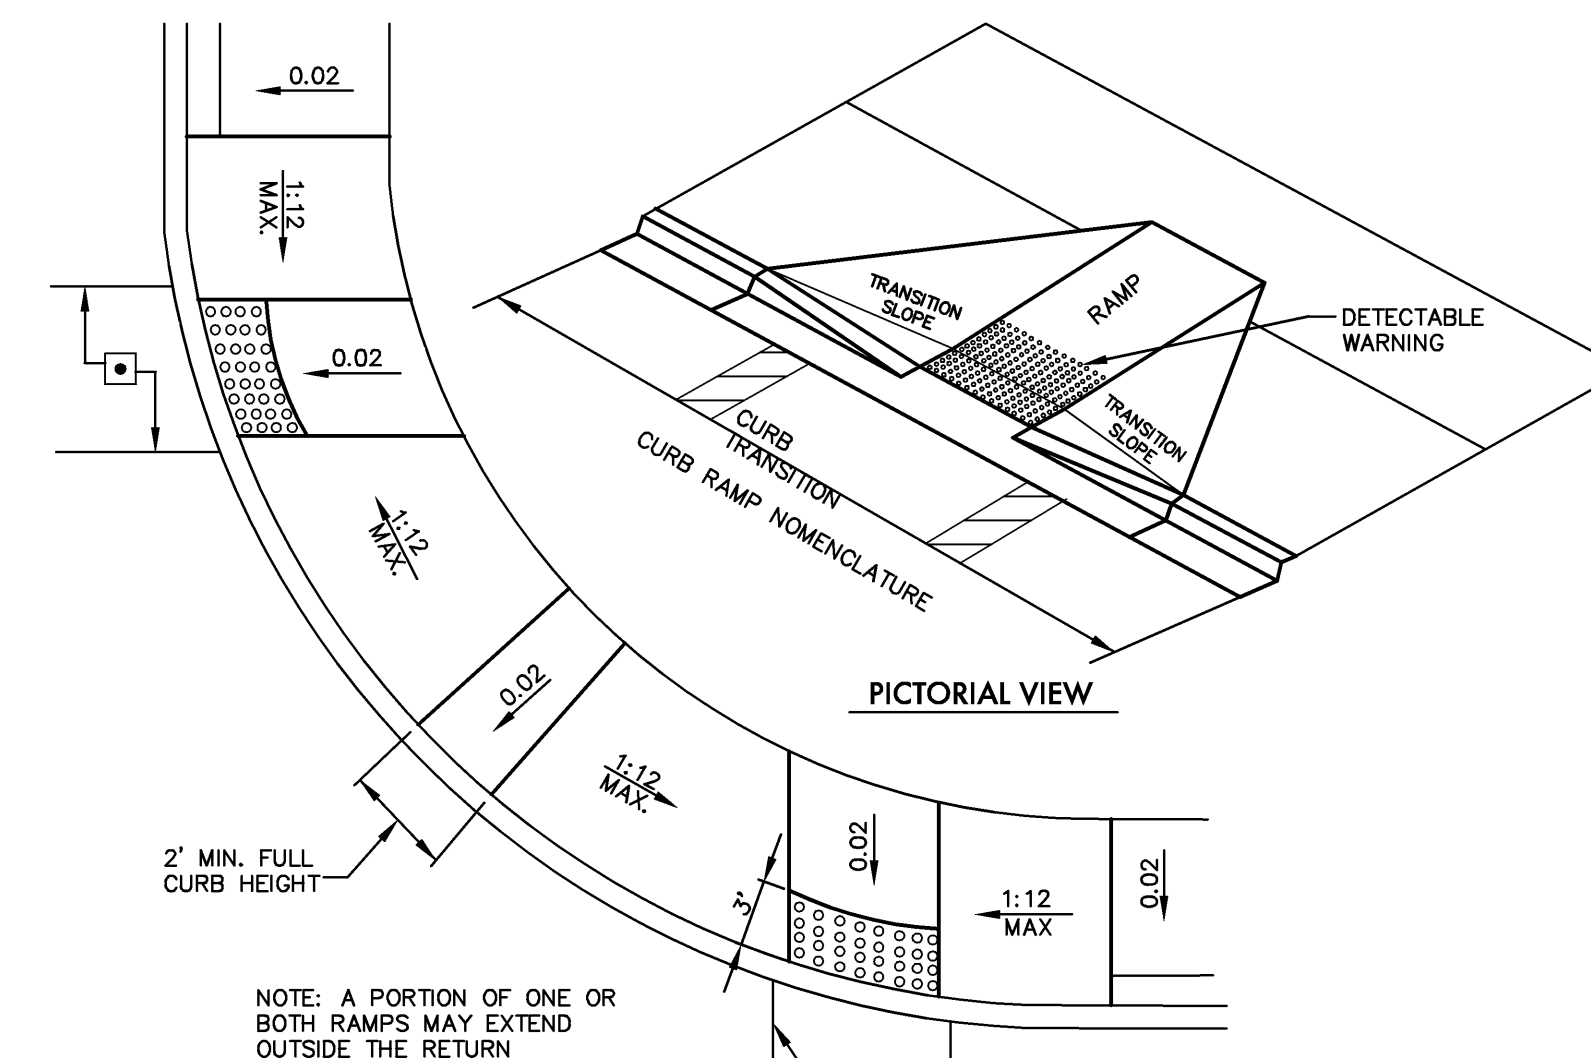 0.02
1:12
MAX.
0.02
1:12
MAX.
0.02
1:12
MAX.
0.02
1:12
MAX
0.02
3'
2' MIN. FULL
CURB HEIGHT
NOTE: A PORTION OF ONE OR
BOTH RAMPS MAY EXTEND
OUTSIDE THE RETURN
TRANSITION
SLOPE
RAMP
DETECTABLE
WARNING
TRANSITION
SLOPE
CURB
TRANSITION
CURB RAMP NOMENCLATURE
PICTORIAL VIEW